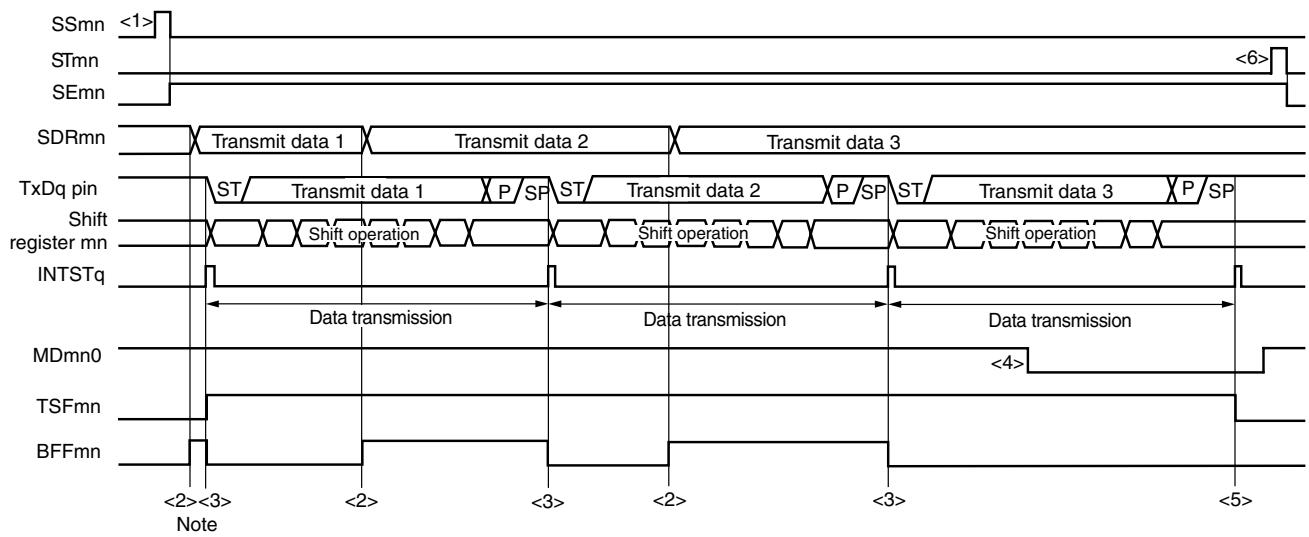 SSmn <1>
STmn <6>
SEmn
SDRmn Transmit data 1 Transmit data 2 Transmit data 3
TxDq pin ST Transmit data 1 P SP ST Transmit data 2 P SP ST Transmit data 3 P SP
Shift
register mn Shift operation Shift operation Shift operation
INTSTq
Data transmission Data transmission Data transmission
MDmn0 <4>
TSFmn
BFFmn
<2><3> <2> <3> <2> <3> <5>
Note